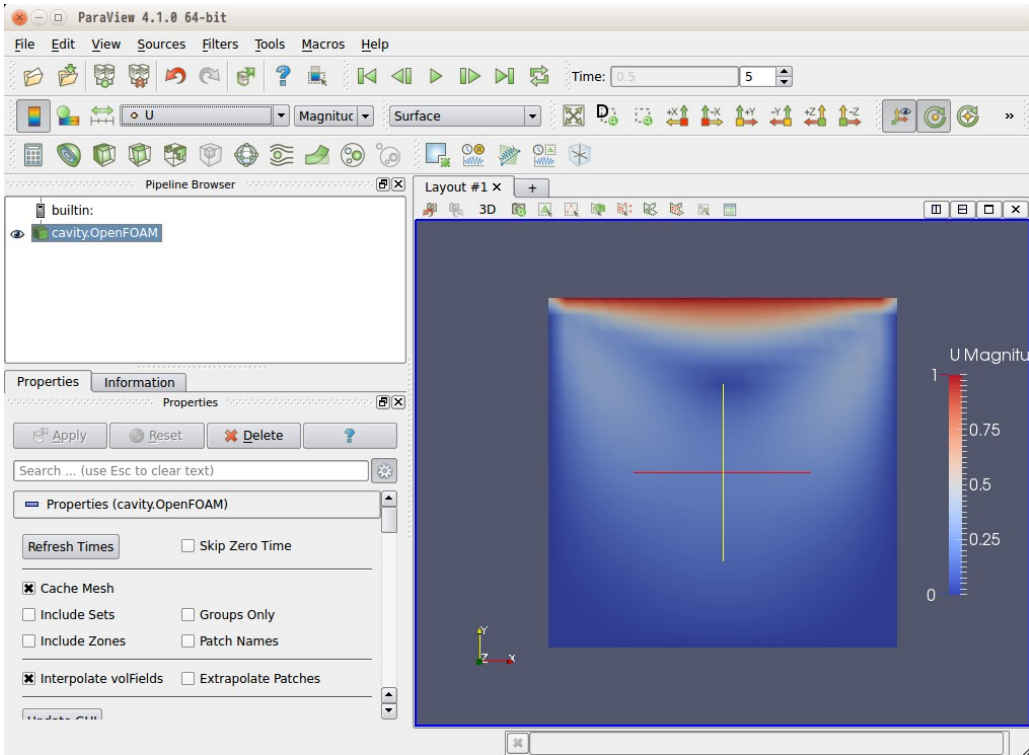 ParaView 4.1.0 64-bit
File Edit View Sources Filters Tools Macros Help
Time: 0.5 5
U Magnituc Surface +X -X +Y -Y +Z -Z »
Pipeline Browser
builtin:
cavity.OpenFOAM
Properties Information
Properties
Apply Reset Delete ?
Search ... (use Esc to clear text)
Properties (cavity.OpenFOAM)
Refresh Times Skip Zero Time
Cache Mesh
Include Sets Groups Only
Include Zones Patch Names
Interpolate volFields Extrapolate Patches
Layout #1 +
3D
U Magnitu
1
0.75
0.5
0.25
0
Y
Z X